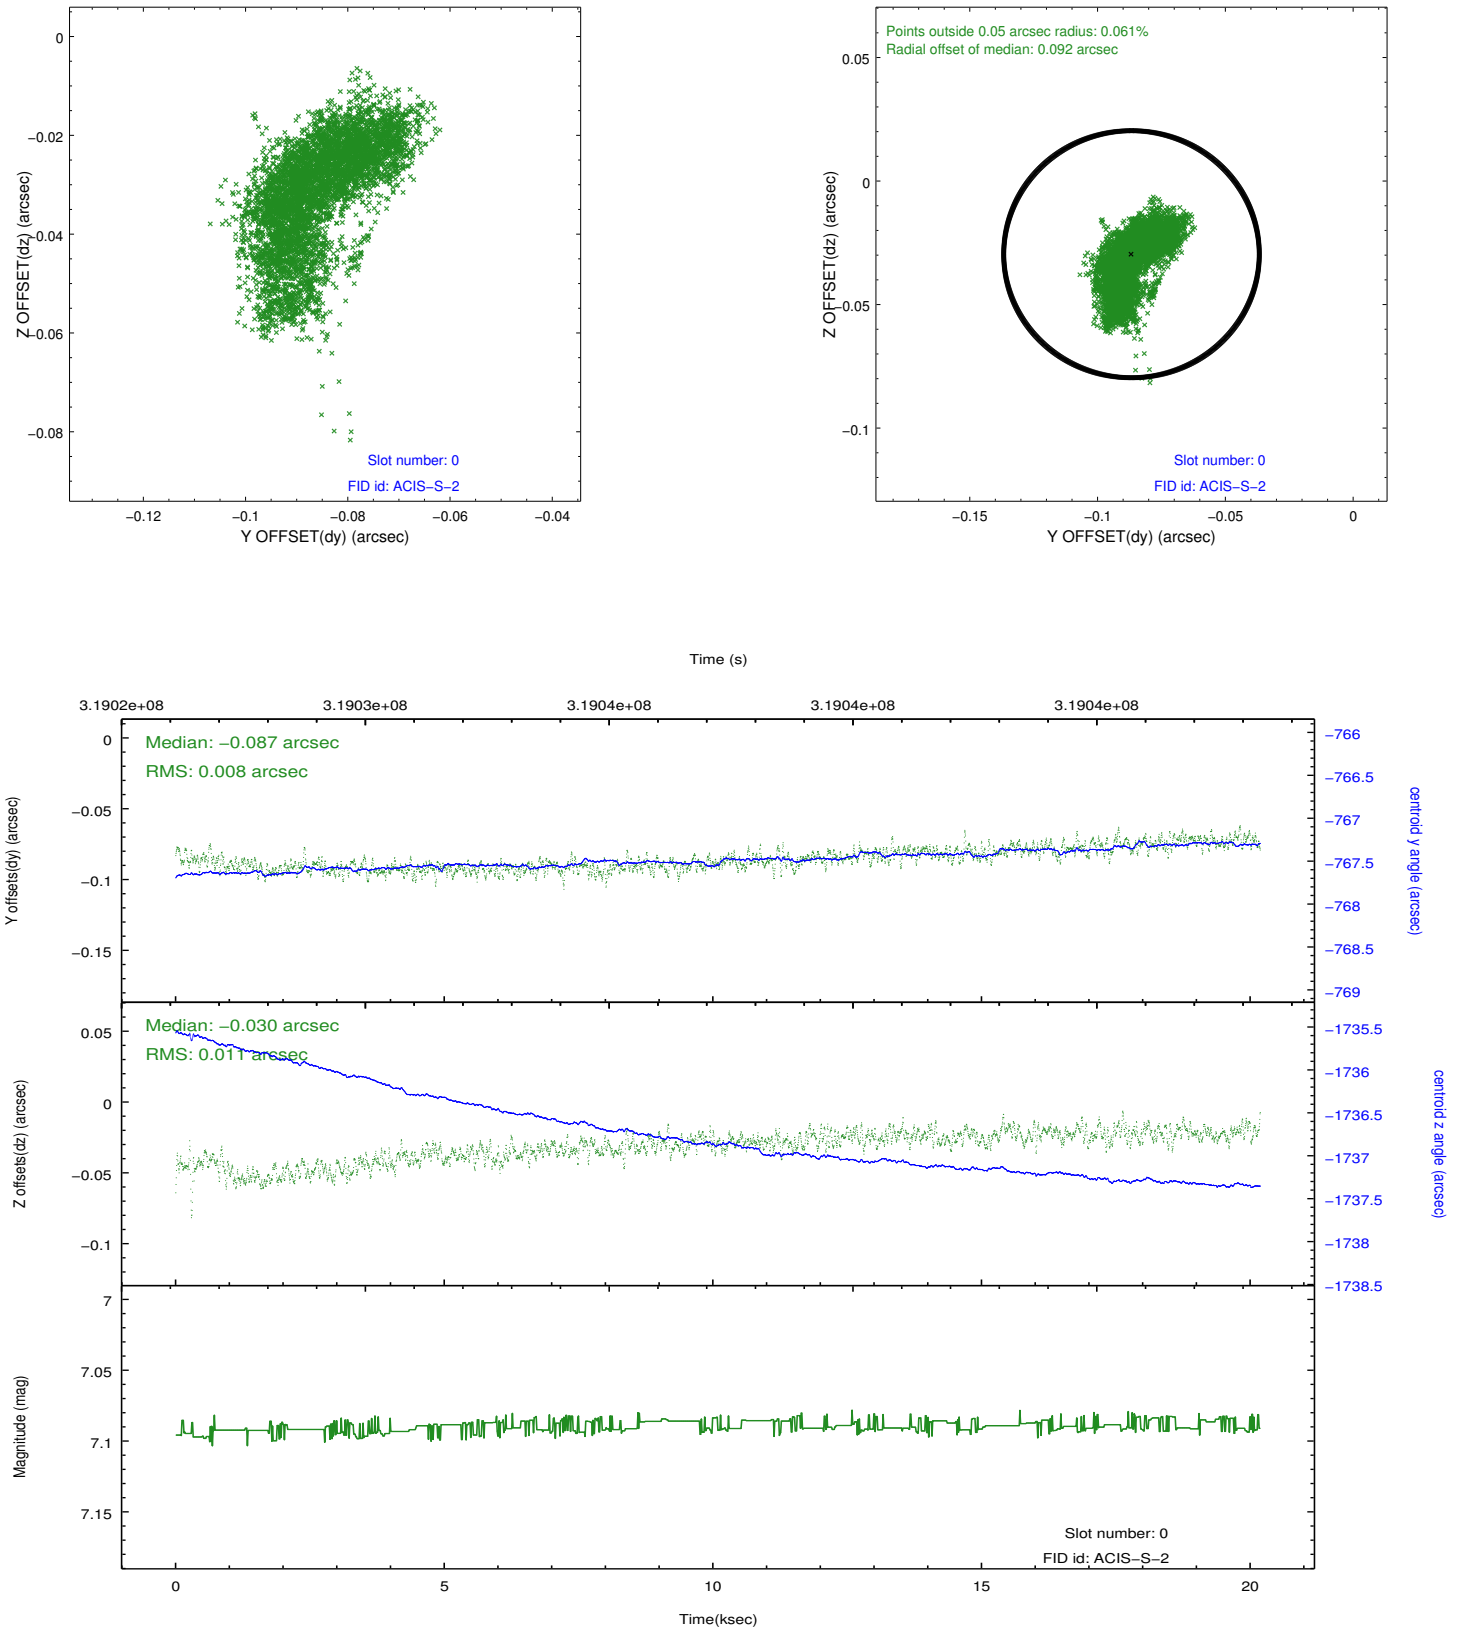 0
−0.02
−0.04
−0.06
−0.08
Z OFFSET(dz) (arcsec)
Slot number: 0
FID id: ACIS−S−2
−0.12
−0.1
−0.08
−0.06
−0.04
Y OFFSET(dy) (arcsec)
Points outside 0.05 arcsec radius: 0.061%
Radial offset of median: 0.092 arcsec
0.05
0
−0.05
−0.1
Z OFFSET(dz) (arcsec)
Slot number: 0
FID id: ACIS−S−2
−0.15
−0.1
−0.05
0
Y OFFSET(dy) (arcsec)
Time (s)
3.1902e+08
3.1903e+08
3.1904e+08
3.1904e+08
3.1904e+08
Median: −0.087 arcsec
RMS: 0.008 arcsec
0
−0.05
−0.1
−0.15
Y offsets(dy) (arcsec)
−766
−766.5
−767
−767.5
−768
−768.5
−769
centroid y angle (arcsec)
Median: −0.030 arcsec
RMS: 0.011 arcsec
0.05
0
−0.05
−0.1
Z offsets(dz) (arcsec)
−1735.5
−1736
−1736.5
−1737
−1737.5
−1738
−1738.5
centroid z angle (arcsec)
7
7.05
7.1
7.15
Magnitude (mag)
Slot number: 0
FID id: ACIS−S−2
0
5
10
15
20
Time(ksec)